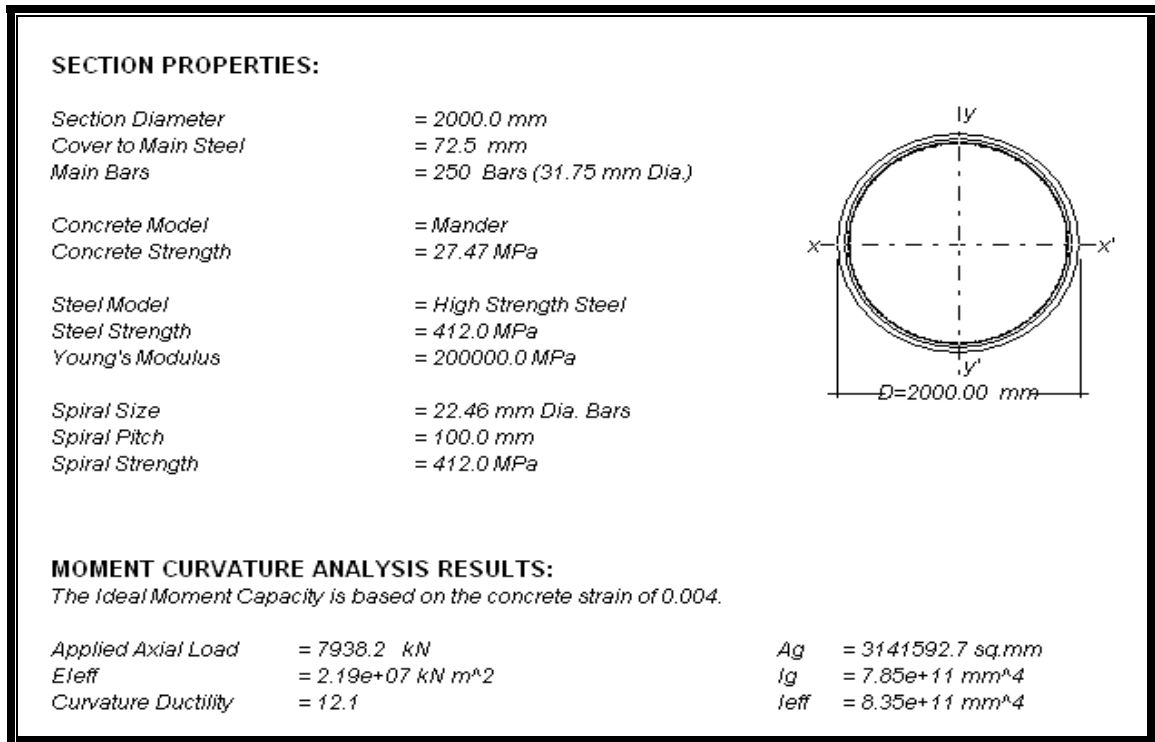 SECTION PROPERTIES:
Section Diameter = 2000.0 mm
Cover to Main Steel = 72.5 mm
Main Bars = 250 Bars (31.75 mm Dia.)
Concrete Model = Mander
Concrete Strength = 27.47 MPa
Steel Model = High Strength Steel
Steel Strength = 412.0 MPa
Young's Modulus = 200000.0 MPa
Spiral Size = 22.46 mm Dia. Bars
Spiral Pitch = 100.0 mm
Spiral Strength = 412.0 MPa
y
x x'
y'
D=2000.00 mm
MOMENT CURVATURE ANALYSIS RESULTS:
The Ideal Moment Capacity is based on the concrete strain of 0.004.
Applied Axial Load = 7938.2 kN Ag = 3141592.7 sq.mm
EIeff = 2.19e+07 kN m^2 Ig = 7.85e+11 mm^4
Curvature Ductility = 12.1 Ieff = 8.35e+11 mm^4